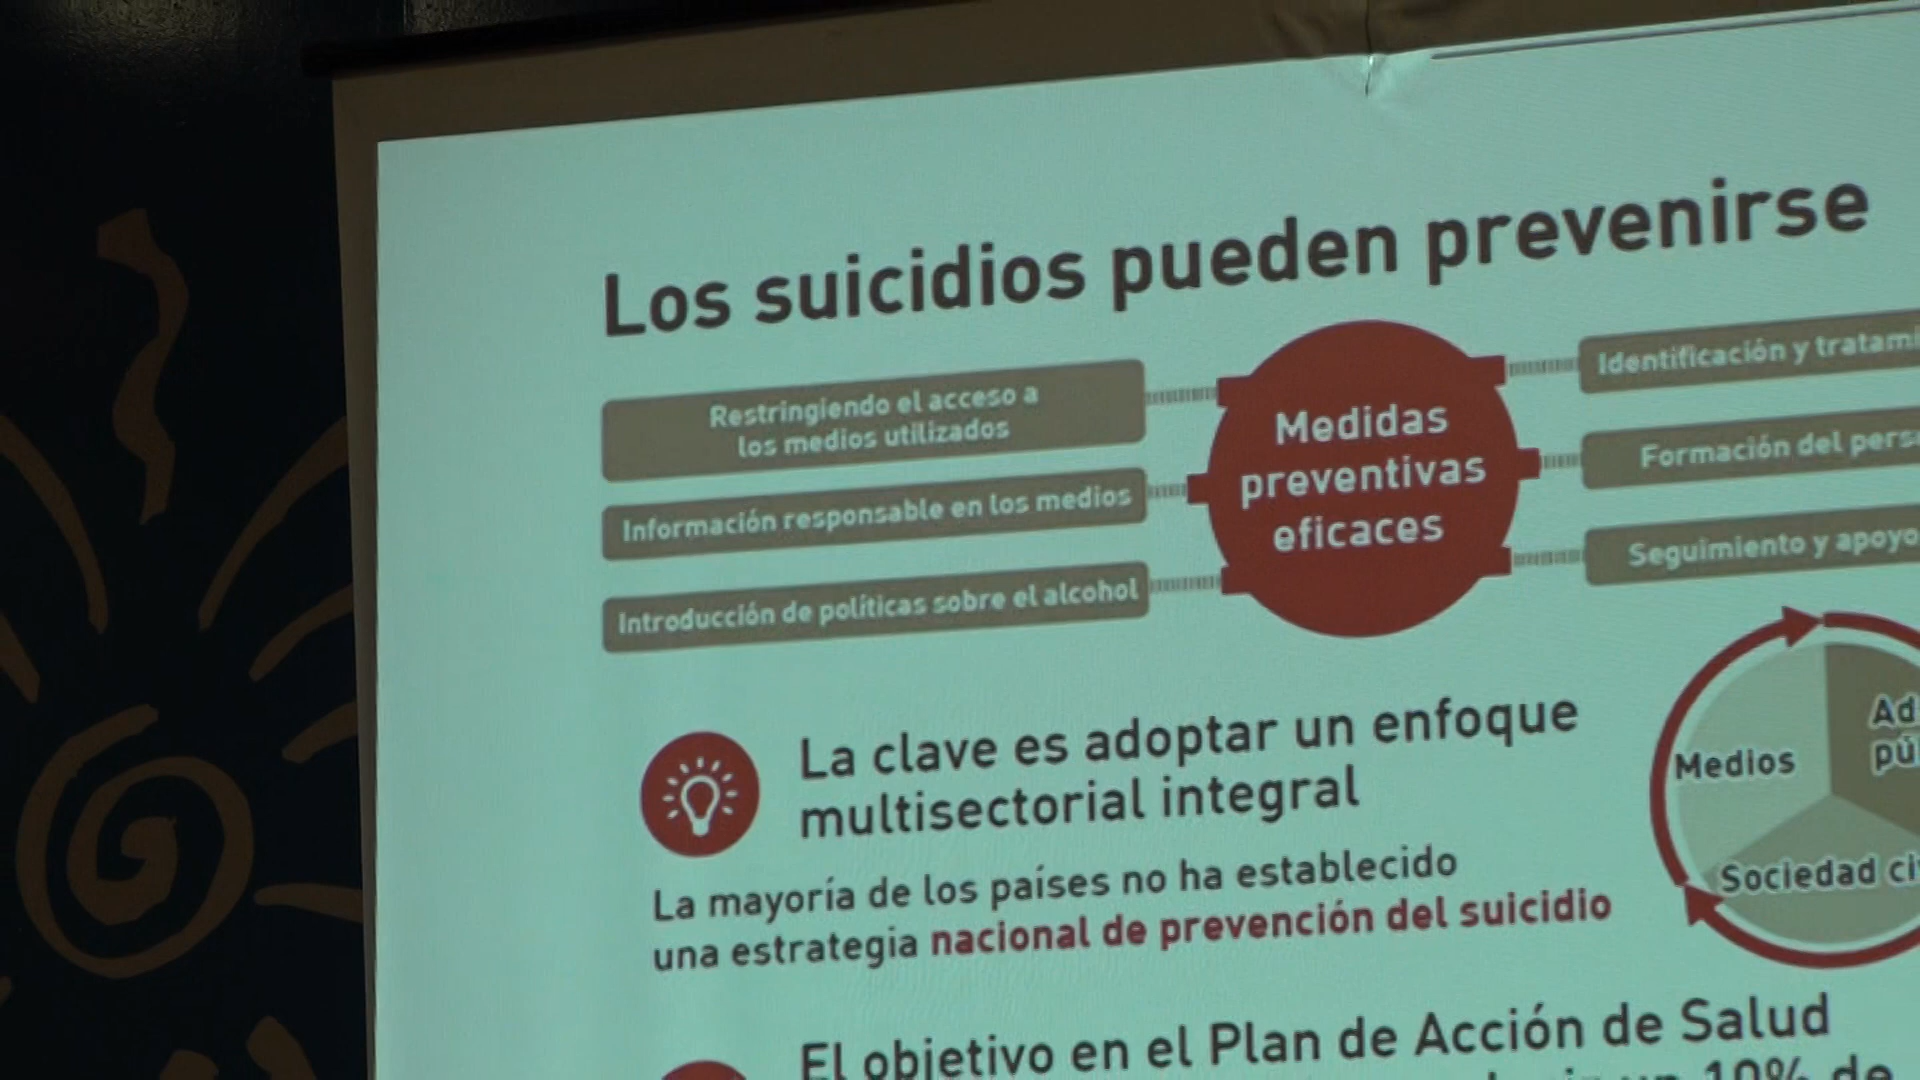 Los suicidios pueden prevenirse
Restringiendo el acceso a
los medios utilizados
Información responsable en los medios
Introducción de políticas sobre el alcohol
Medidas
preventivas
eficaces
Identificación y
Formación del
Seguimiento y apoyo
La clave es adoptar un enfoque
multisectorial integral
La mayoría de los países no ha establecido
una estrategia nacional de prevención del suicidio
Medios
Sociedad
El objetivo en el Plan de Acción de Salud
un 10% de